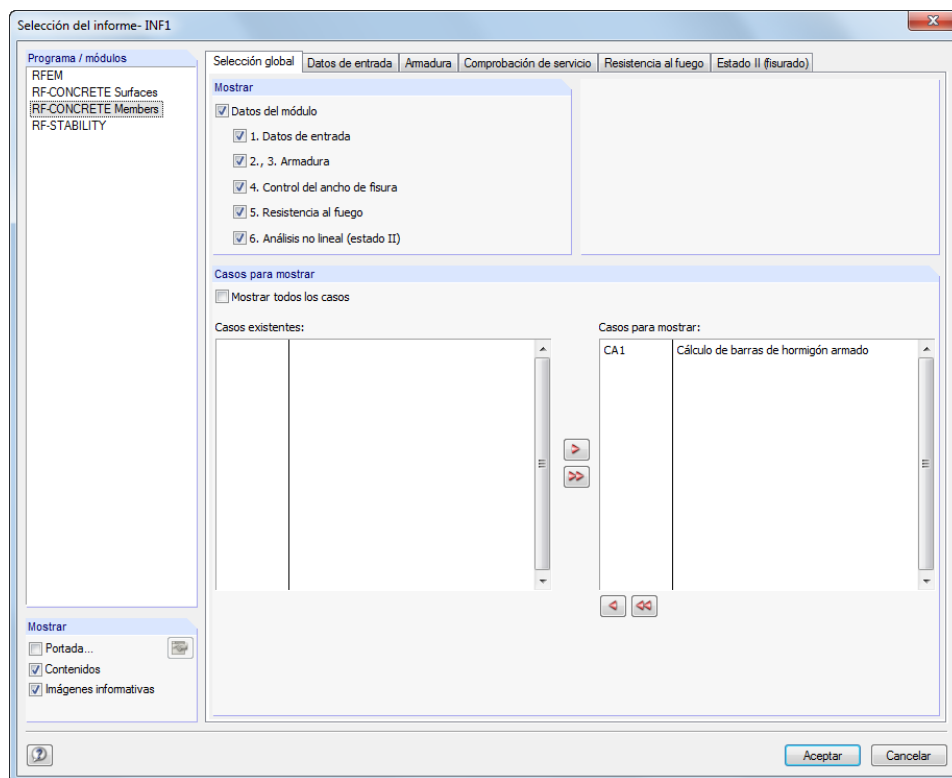 Selección del informe- INF1
Programa / módulos
RFEM
RF-CONCRETE Surfaces
RF-CONCRETE Members
RF-STABILITY
Selección global
Datos de entrada
Armadura
Comprobación de servicio
Resistencia al fuego
Estado II (fisurado)
Mostrar
Datos del módulo
1. Datos de entrada
2., 3. Armadura
4. Control del ancho de fisura
5. Resistencia al fuego
6. Análisis no lineal (estado II)
Casos para mostrar
Mostrar todos los casos
Casos existentes:
Casos para mostrar:
CA1 Cálculo de barras de hormigón armado
Mostrar
Portada...
Contenidos
Imágenes informativas
Aceptar
Cancelar